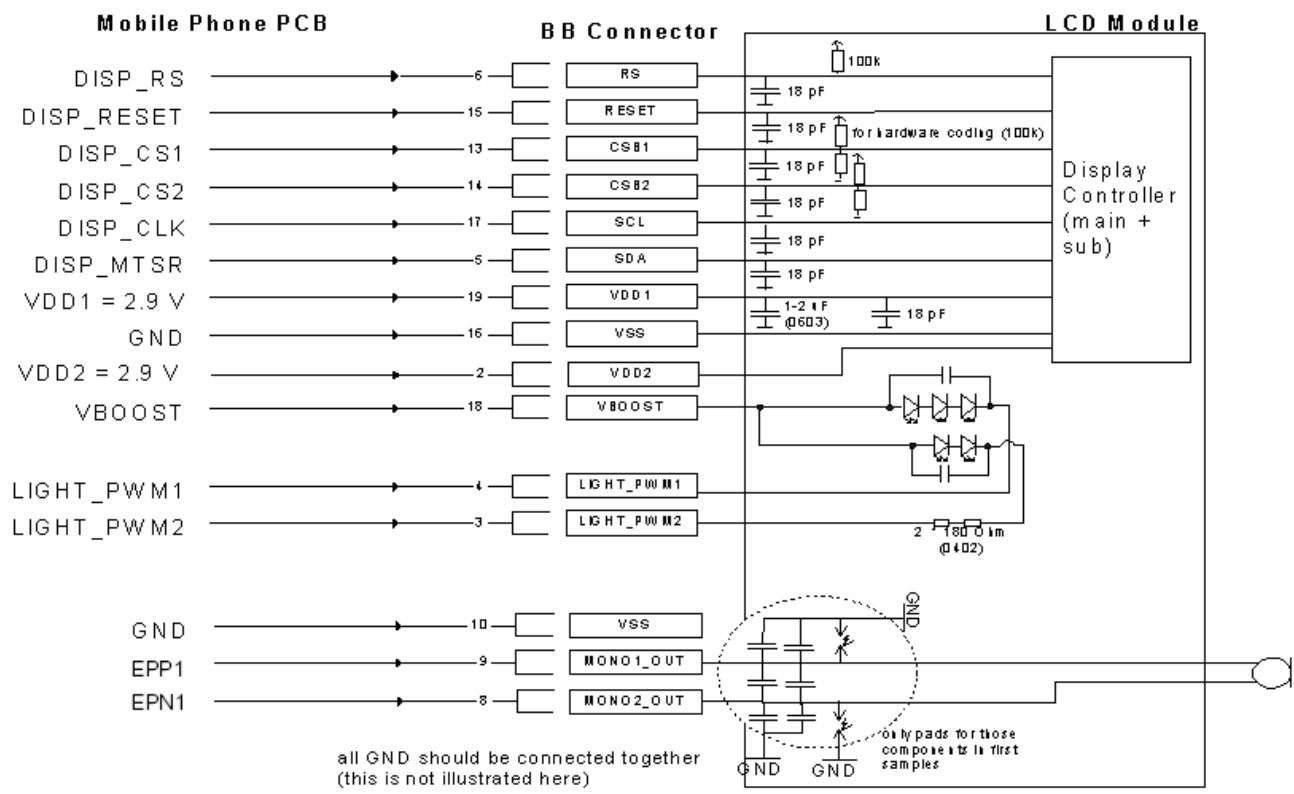 Mobile Phone PCB
BB Connector
LCD Module
DISP_RS 6 RS
100k
18 pF
DISP_RESET 15 RESET
18 pF for hardware coding (100k)
DISP_CS1 13 CSB1
18 pF
DISP_CS2 14 CSB2
18 pF
DISP_CLK 17 SCL
18 pF
DISP_MTSR 5 SDA
18 pF
Display
Controller
(main +
sub)
VDD1 = 2.9 V 19 VDD1
(0603)
18 pF
GND 16 VSS
VDD2 = 2.9 V 2 VDD2
VBOOST 18 VBOOST
LIGHT_PWM1 4 LIGHT_PWM1
LIGHT_PWM2 3 LIGHT_PWM2
2 * 180 Ohm
(0402)
GND 10 VSS
GND
EPP1 9 MONO1_OUT
EPN1 8 MONO2_OUT
only pads for those
components in first
samples
GND GND
all GND should be connected together
(this is not illustrated here)